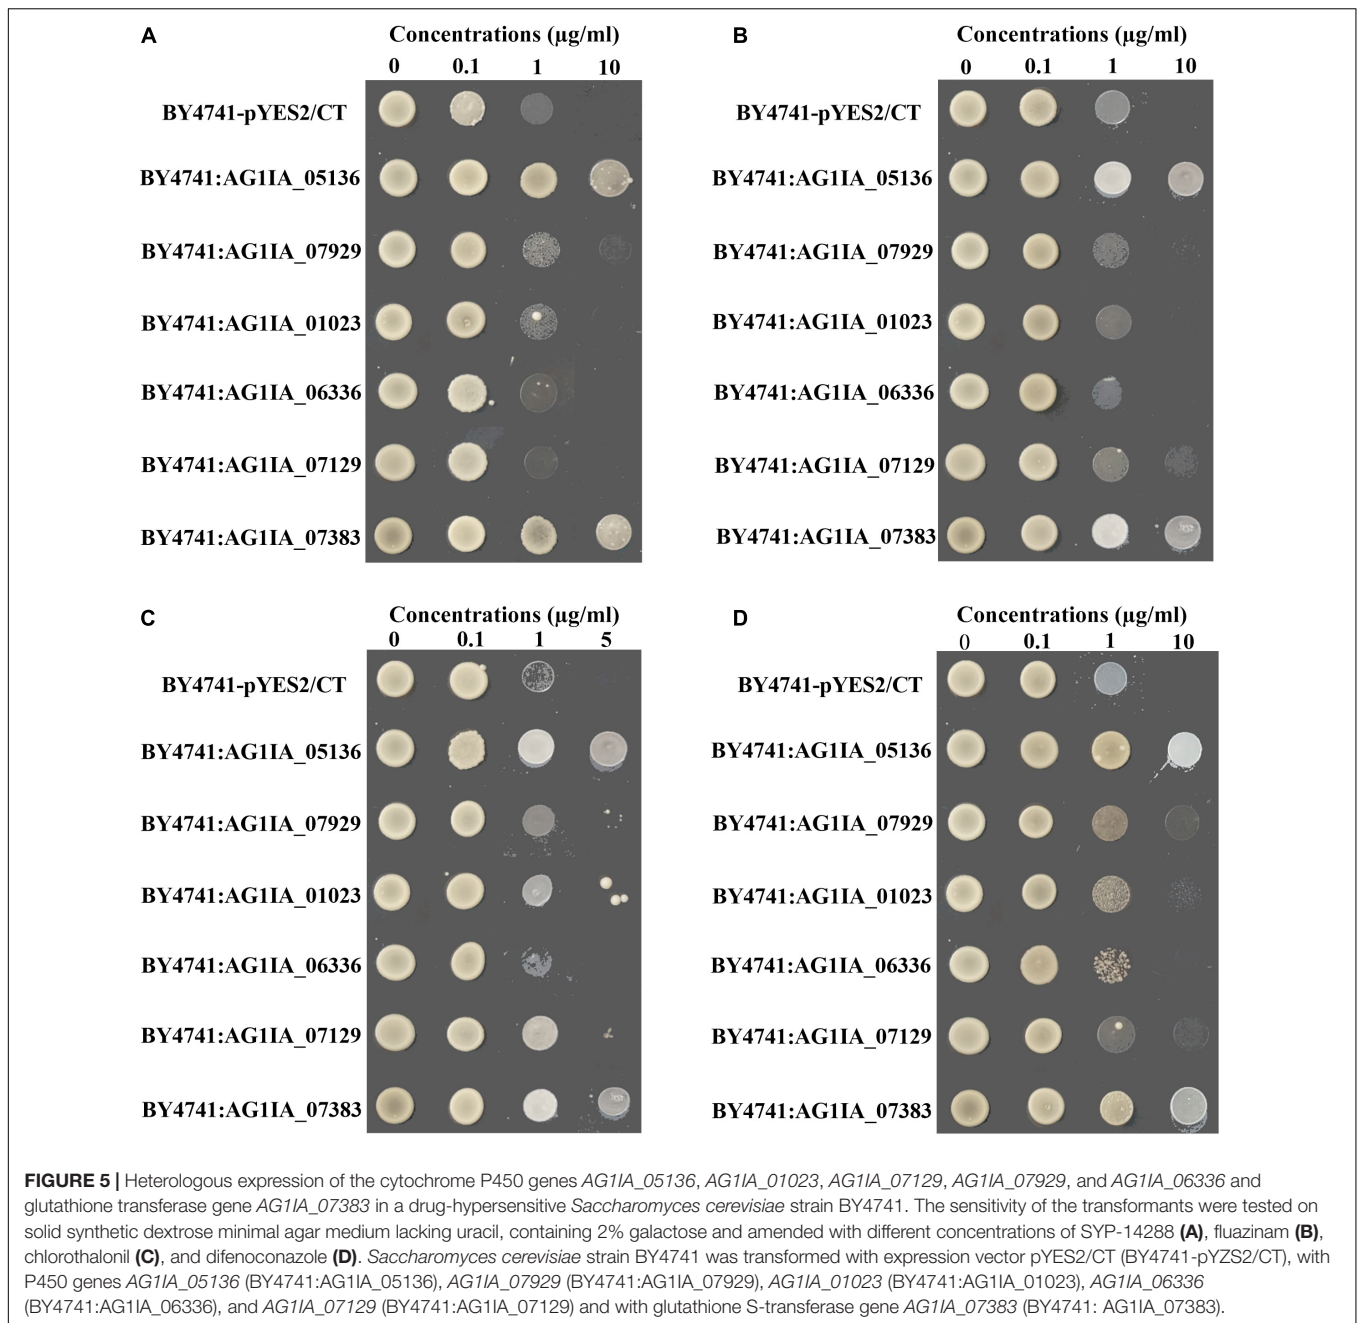 A
Concentrations (µg/ml)
0 0.1 1 10
BY4741-pYES2/CT
BY4741:AG1IA_05136
BY4741:AG1IA_07929
BY4741:AG1IA_01023
BY4741:AG1IA_06336
BY4741:AG1IA_07129
BY4741:AG1IA_07383
B
Concentrations (µg/ml)
0 0.1 1 10
BY4741-pYES2/CT
BY4741:AG1IA_05136
BY4741:AG1IA_07929
BY4741:AG1IA_01023
BY4741:AG1IA_06336
BY4741:AG1IA_07129
BY4741:AG1IA_07383
C
Concentrations (µg/ml)
0 0.1 1 5
BY4741-pYES2/CT
BY4741:AG1IA_05136
BY4741:AG1IA_07929
BY4741:AG1IA_01023
BY4741:AG1IA_06336
BY4741:AG1IA_07129
BY4741:AG1IA_07383
D
Concentrations (µg/ml)
0 0.1 1 10
BY4741-pYES2/CT
BY4741:AG1IA_05136
BY4741:AG1IA_07929
BY4741:AG1IA_01023
BY4741:AG1IA_06336
BY4741:AG1IA_07129
BY4741:AG1IA_07383
FIGURE 5 | Heterologous expression of the cytochrome P450 genes AG1IA_05136, AG1IA_01023, AG1IA_07129, AG1IA_07929, and AG1IA_06336 and
glutathione transferase gene AG1IA_07383 in a drug-hypersensitive Saccharomyces cerevisiae strain BY4741. The sensitivity of the transformants were tested on
solid synthetic dextrose minimal agar medium lacking uracil, containing 2% galactose and amended with different concentrations of SYP-14288 (A), fluazinam (B),
chlorothalonil (C), and difenoconazole (D). Saccharomyces cerevisiae strain BY4741 was transformed with expression vector pYES2/CT (BY4741-pYZS2/CT), with
P450 genes AG1IA_05136 (BY4741:AG1IA_05136), AG1IA_07929 (BY4741:AG1IA_07929), AG1IA_01023 (BY4741:AG1IA_01023), AG1IA_06336
(BY4741:AG1IA_06336), and AG1IA_07129 (BY4741:AG1IA_07129) and with glutathione S-transferase gene AG1IA_07383 (BY4741: AG1IA_07383).